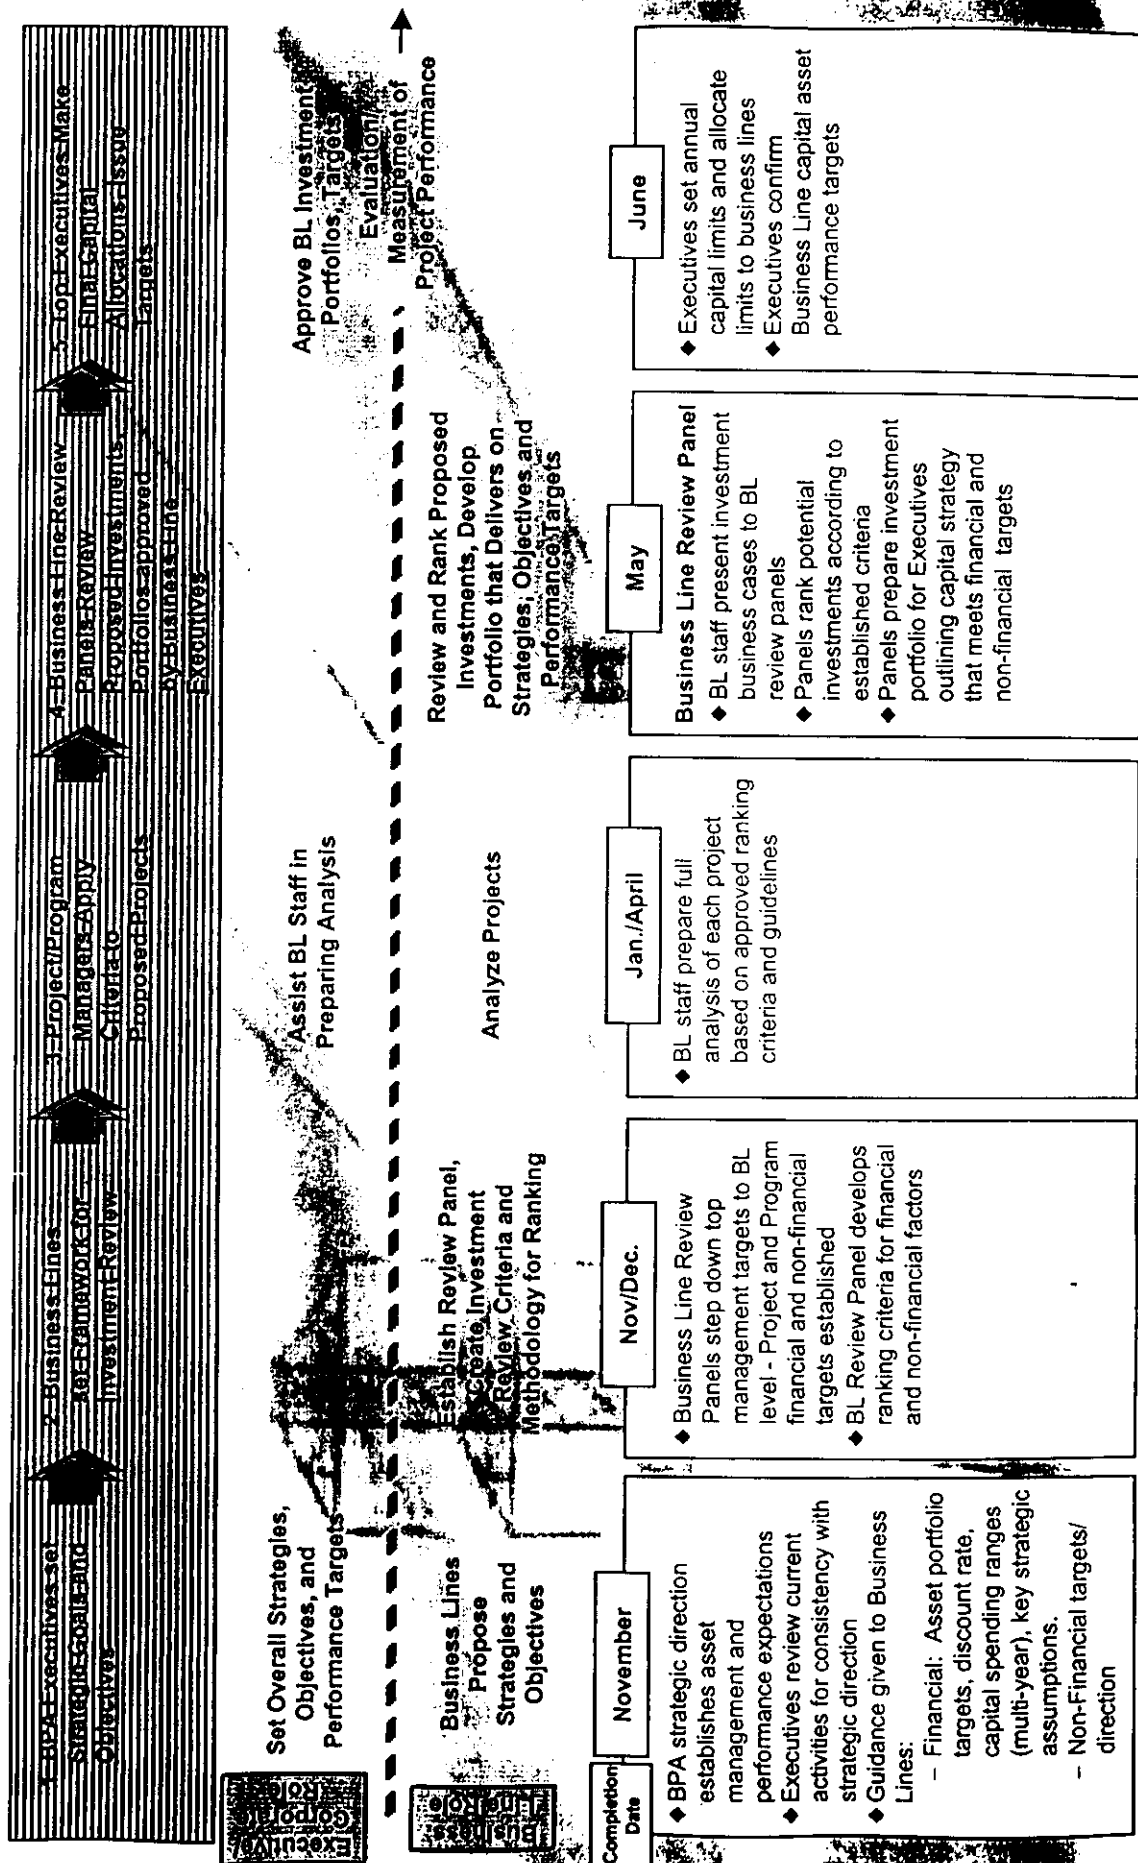 1 BPA Executives set
Strategic Goals and
Objectives
2 Business Lines
Set Framework for
Investment Review
3 Project/Program
Managers Apply
Criteria to
Proposed Projects
4 Business Line Review
Panels Review
Proposed Investments,
Portfolios approved
by Business Line
Executives
5 Top Executives Make
Final Capital
Allocations, Issue
Targets
Executive/
Corporate
Role
Set Overall Strategies,
Objectives, and
Performance Targets
Assist BL Staff in
Preparing Analysis
Approve BL Investment
Portfolios, Targets
Evaluation/
Measurement of
Project Performance
Business Lines
Propose
Strategies and
Objectives
Establish Review Panel,
Create Investment
Review Criteria and
Methodology for Ranking
Analyze Projects
Review and Rank Proposed
Investments, Develop
Portfolio that Delivers on
Strategies, Objectives and
Performance Targets
Completion
Date
November
◆ BPA strategic direction
establishes asset
management and
performance expectations
◆ Executives review current
activities for consistency with
strategic direction
◆ Guidance given to Business
Lines:
– Financial: Asset portfolio
targets, discount rate,
capital spending ranges
(multi-year), key strategic
assumptions.
– Non-Financial targets/
direction
Nov/Dec.
◆ Business Line Review
Panels step down top
management targets to BL
level - Project and Program
financial and non-financial
targets established
◆ BL Review Panel develops
ranking criteria for financial
and non-financial factors
Jan./April
◆ BL staff prepare full
analysis of each project
based on approved ranking
criteria and guidelines
May
Business Line Review Panel
◆ BL staff present investment
business cases to BL
review panels
◆ Panels rank potential
investments according to
established criteria
◆ Panels prepare investment
portfolio for Executives
outlining capital strategy
that meets financial and
non-financial targets
June
◆ Executives set annual
capital limits and allocate
limits to business lines
◆ Executives confirm
Business Line capital asset
performance targets